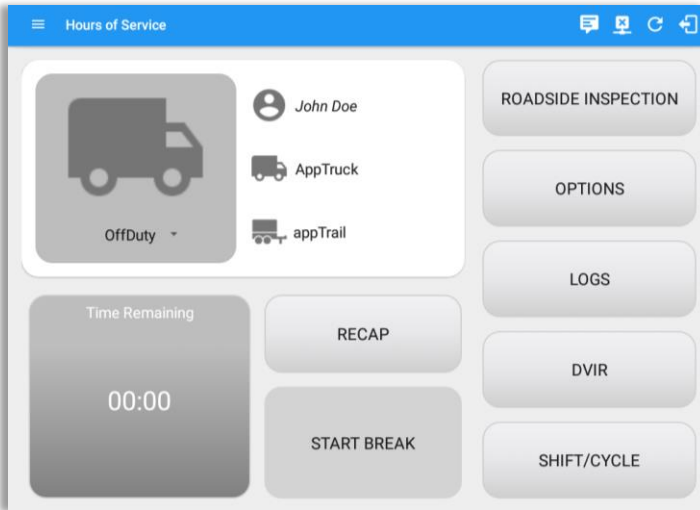 Hours of Service
John Doe
AppTruck
appTrail
OffDuty
Time Remaining
00:00
RECAP
START BREAK
ROADSIDE INSPECTION
OPTIONS
LOGS
DVIR
SHIFT/CYCLE